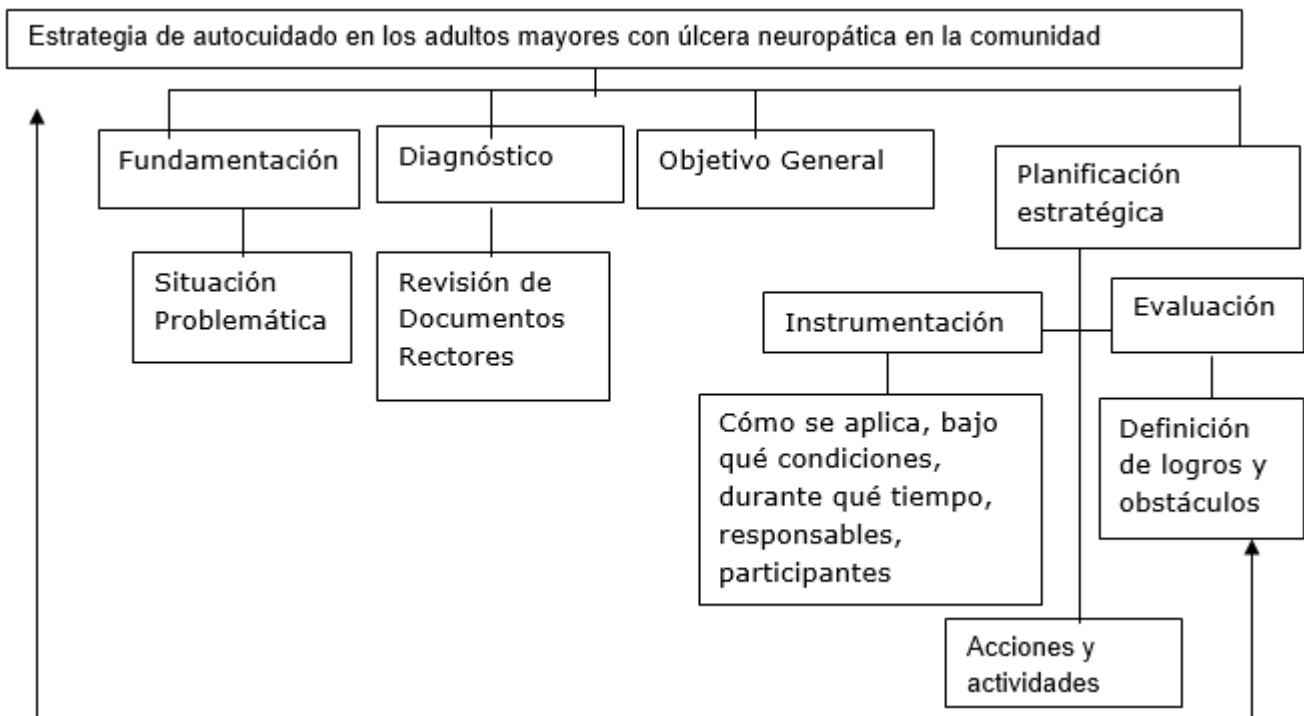 Estrategia de autocuidado en los adultos mayores con úlcera neuropática en la comunidad
Fundamentación
Diagnóstico
Objetivo General
Planificación
estratégica
Situación
Problemática
Revisión de
Documentos
Rectores
Instrumentación
Evaluación
Cómo se aplica, bajo
qué condiciones,
durante qué tiempo,
responsables,
participantes
Definición
de logros y
obstáculos
Acciones y
actividades